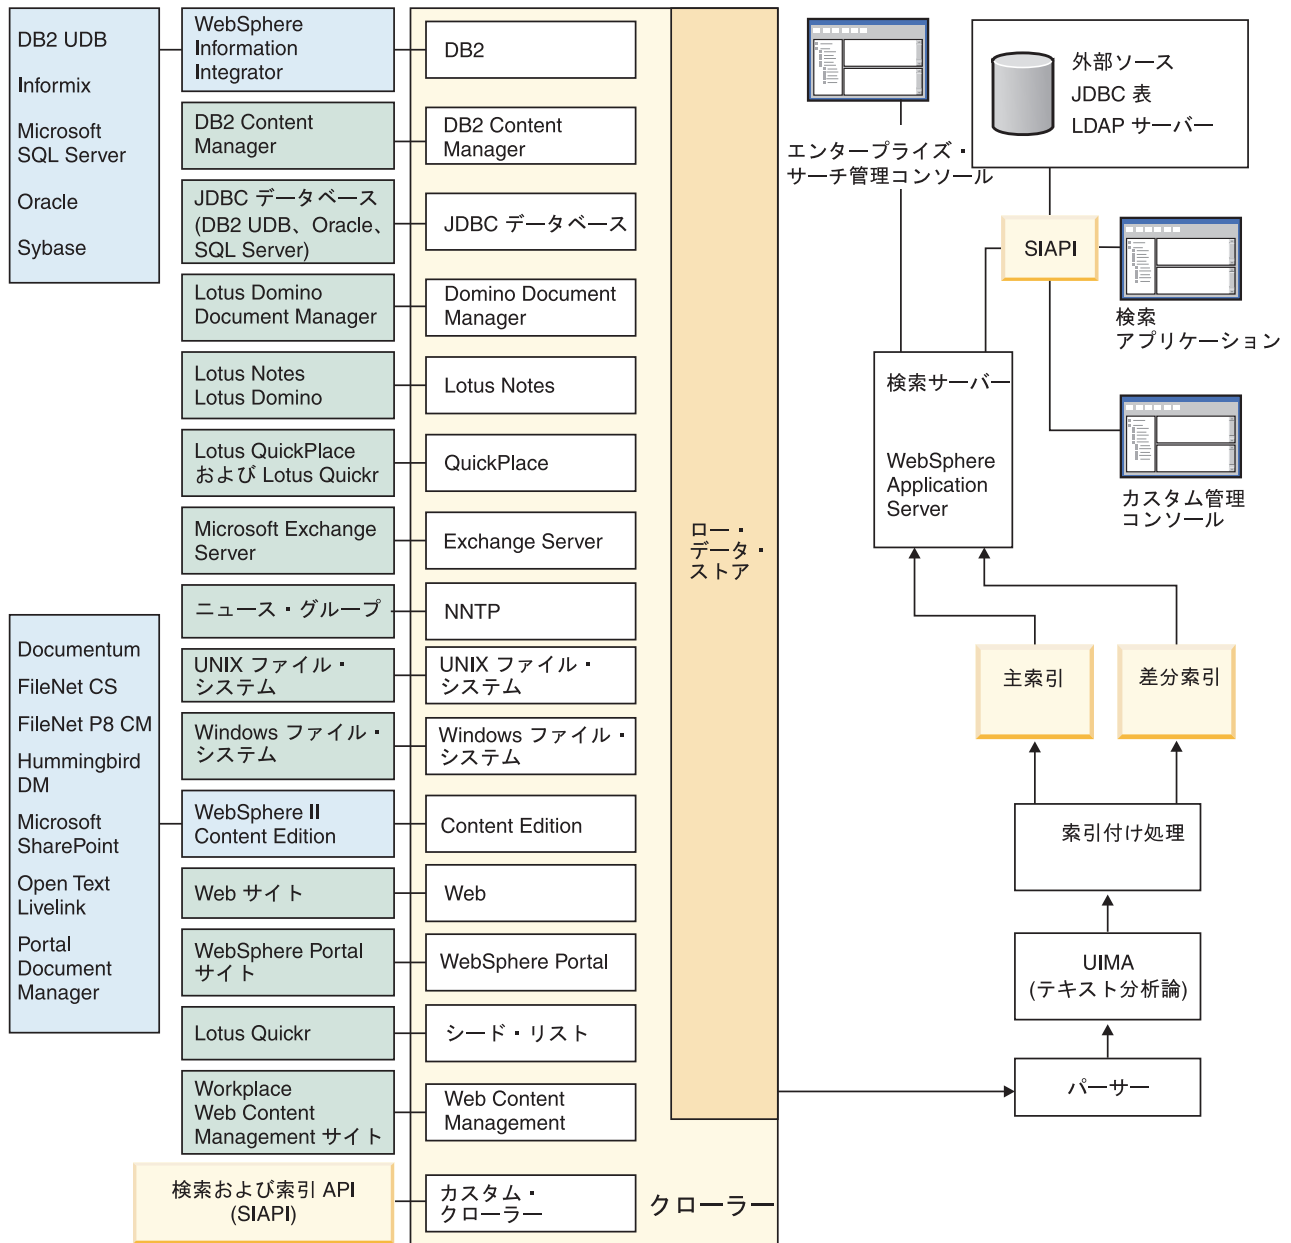 DB2 UDB
Informix
Microsoft
SQL Server
Oracle
Sybase
Documentum
FileNet CS
FileNet P8 CM
Hummingbird
DM
Microsoft
SharePoint
Open Text
Livelink
Portal
Document
Manager
WebSphere
Information
Integrator
DB2 Content
Manager
JDBC データベース
(DB2 UDB、Oracle、
SQL Server)
Lotus Domino
Document Manager
Lotus Notes
Lotus Domino
Lotus QuickPlace
および Lotus Quickr
Microsoft Exchange
Server
ニュース・グループ
UNIX ファイル・
システム
Windows ファイル・
システム
WebSphere II
Content Edition
Web サイト
WebSphere Portal
サイト
Lotus Quickr
Workplace
Web Content
Management サイト
検索および索引 API
(SIAPI)
DB2
DB2 Content
Manager
JDBC データベース
Domino Document
Manager
Lotus Notes
QuickPlace
Exchange Server
NNTP
UNIX ファイル・
システム
Windows ファイル・
システム
Content Edition
Web
WebSphere Portal
シード・リスト
Web Content
Management
カスタム・
クローラー
クローラー
ロー・
データ・
ストア
エンタープライズ・
サーチ管理コンソール
外部ソース
JDBC 表
LDAP サーバー
SIAPI
検索
アプリケーション
カスタム管理
コンソール
検索サーバー
WebSphere
Application
Server
主索引
差分索引
索引付け処理
UIMA
(テキスト分析論)
パーサー